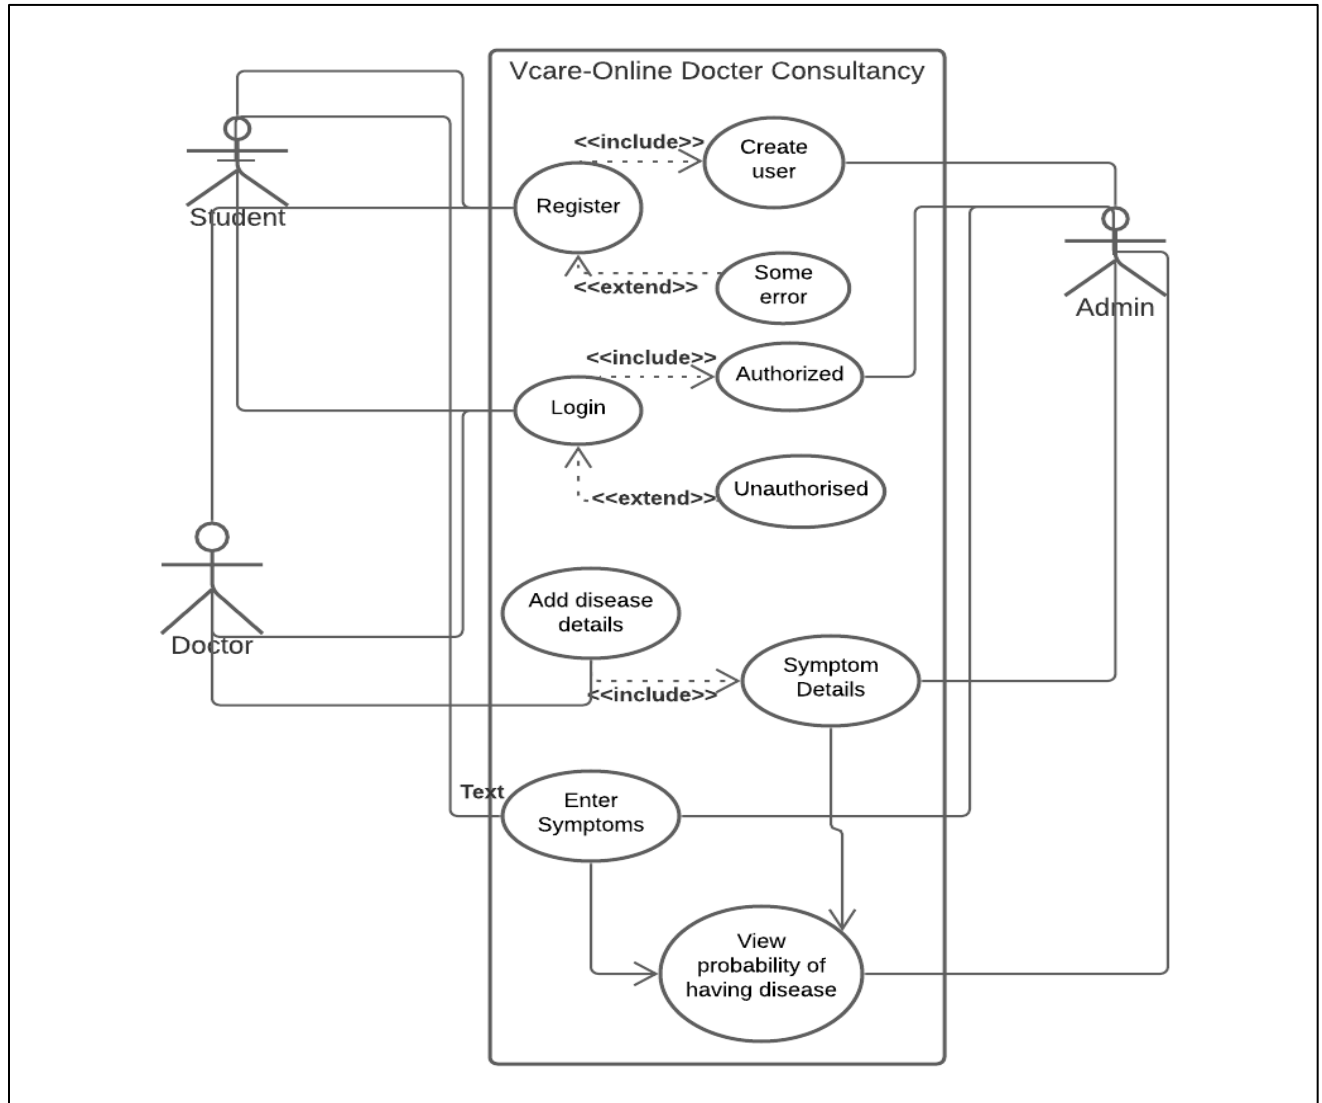 Vcare-Online Docter Consultancy
<<include>>
Create
user
Register
Student
Some
error
<<extend>>
Admin
<<include>>
Authorized
Login
Unauthorised
<<extend>>
Add disease
details
Doctor
Symptom
Details
<<include>>
Text
Enter
Symptoms
View
probability of
having disease